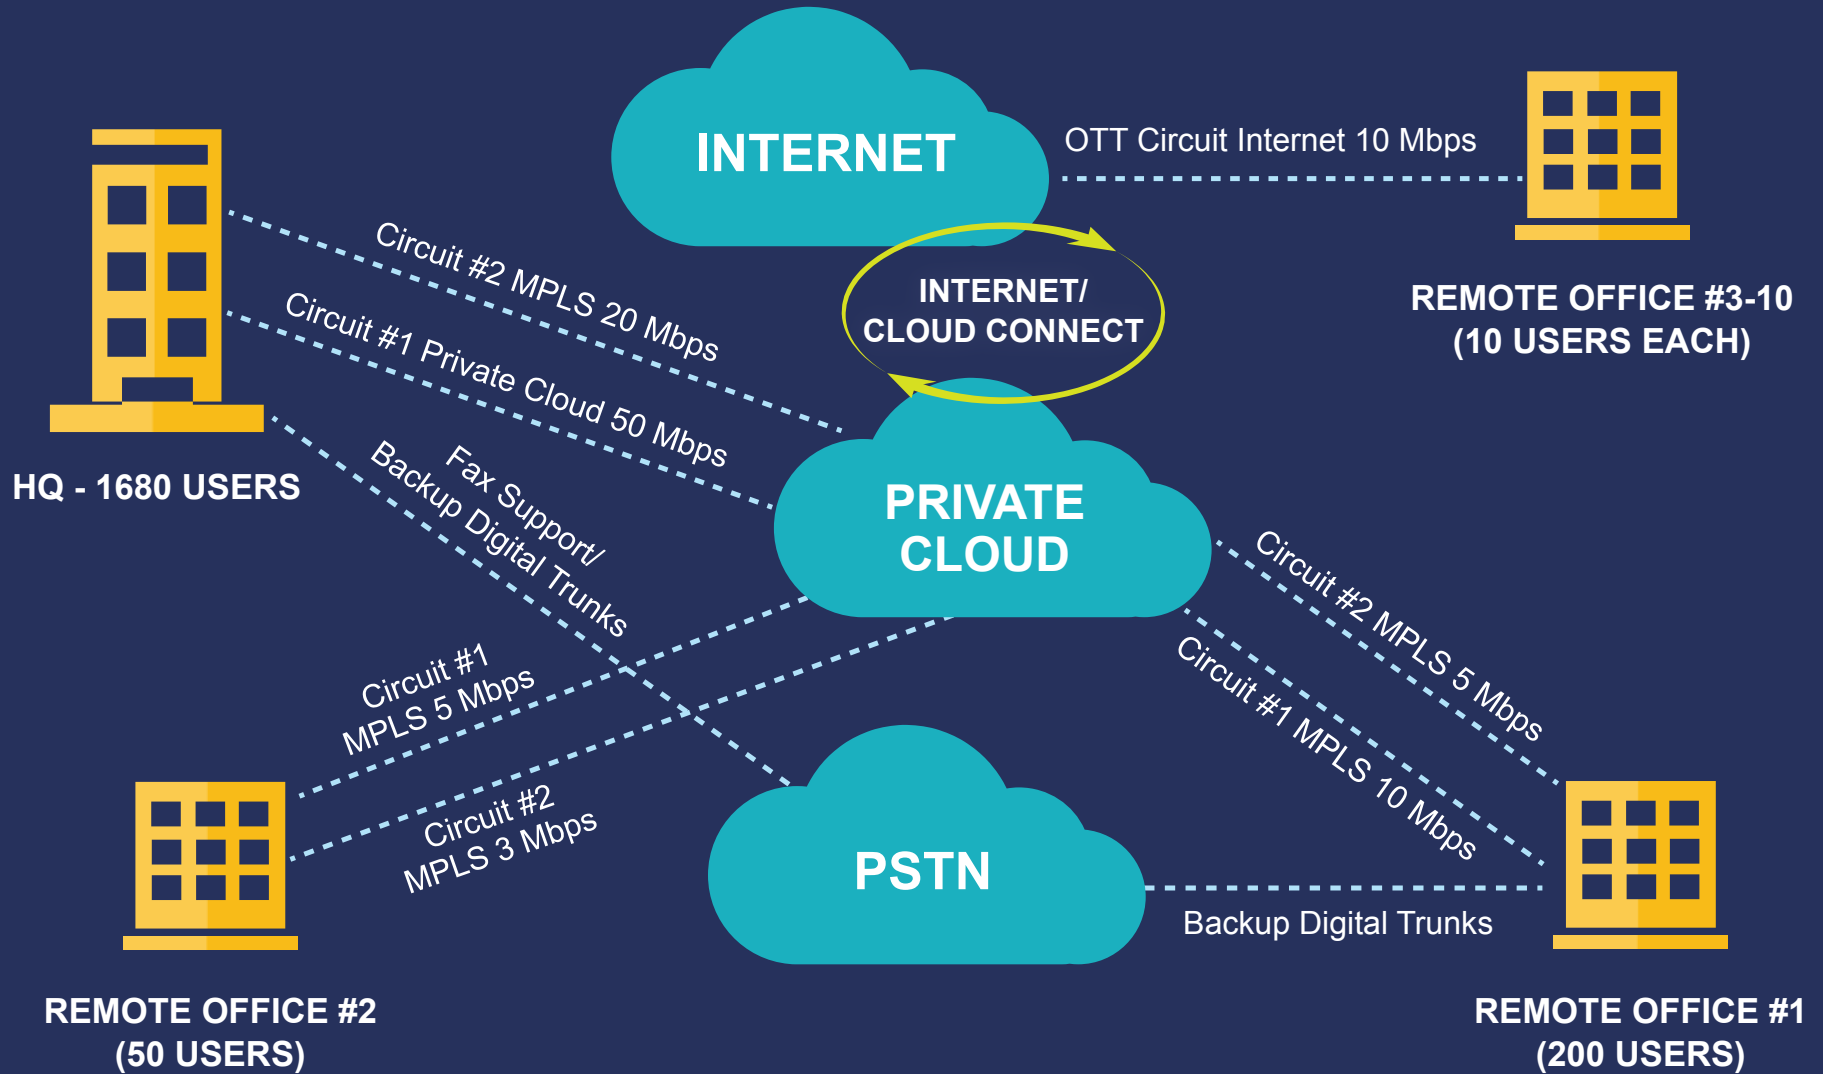 INTERNET
OTT Circuit Internet 10 Mbps
REMOTE OFFICE #3-10
(10 USERS EACH)
INTERNET/
CLOUD CONNECT
Circuit #2 MPLS 20 Mbps
Circuit #1 Private Cloud 50 Mbps
Fax Support/
Backup Digital Trunks
HQ - 1680 USERS
PRIVATE
CLOUD
Circuit #2 MPLS 5 Mbps
Circuit #1 MPLS 10 Mbps
Circuit #1
MPLS 5 Mbps
Circuit #2
MPLS 3 Mbps
PSTN
Backup Digital Trunks
REMOTE OFFICE #2
(50 USERS)
REMOTE OFFICE #1
(200 USERS)